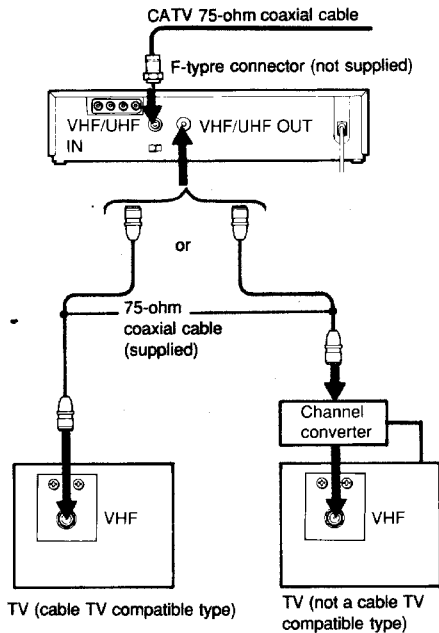 CATV 75-ohm coaxial cable
F-typre connector (not supplied)
VHF/UHF
IN
VHF/UHF OUT
or
75-ohm
coaxial cable
(supplied)
Channel
converter
VHF
VHF
TV (cable TV compatible type)
TV (not a cable TV
compatible type)